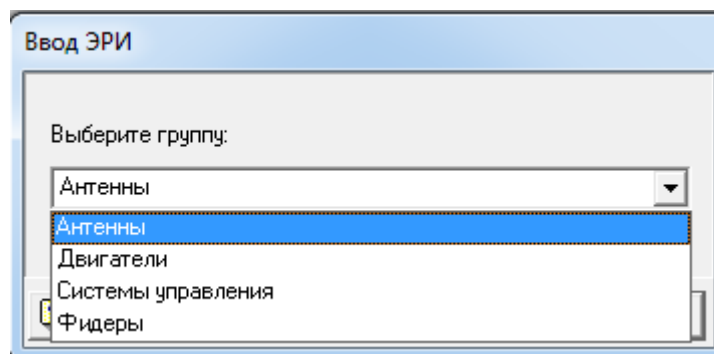 Ввод ЭРИ
Выберите группу:
Антенны
Антенны
Двигатели
Системы управления
Фидеры